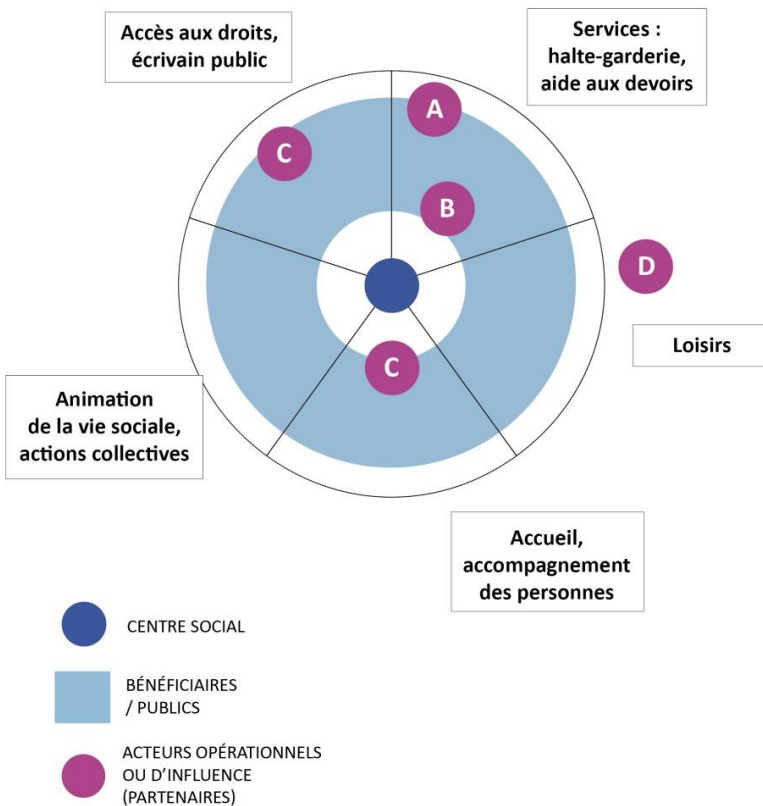 Accès aux droits,
écrivain public
Services :
halte-garderie,
aide aux devoirs
A
C
B
D
Loisirs
C
Animation
de la vie sociale,
actions collectives
Accueil,
accompagnement
des personnes
CENTRE SOCIAL
BÉNÉFICIAIRES
/ PUBLICS
ACTEURS OPÉRATIONNELS
OU D'INFLUENCE
(PARTENAIRES)